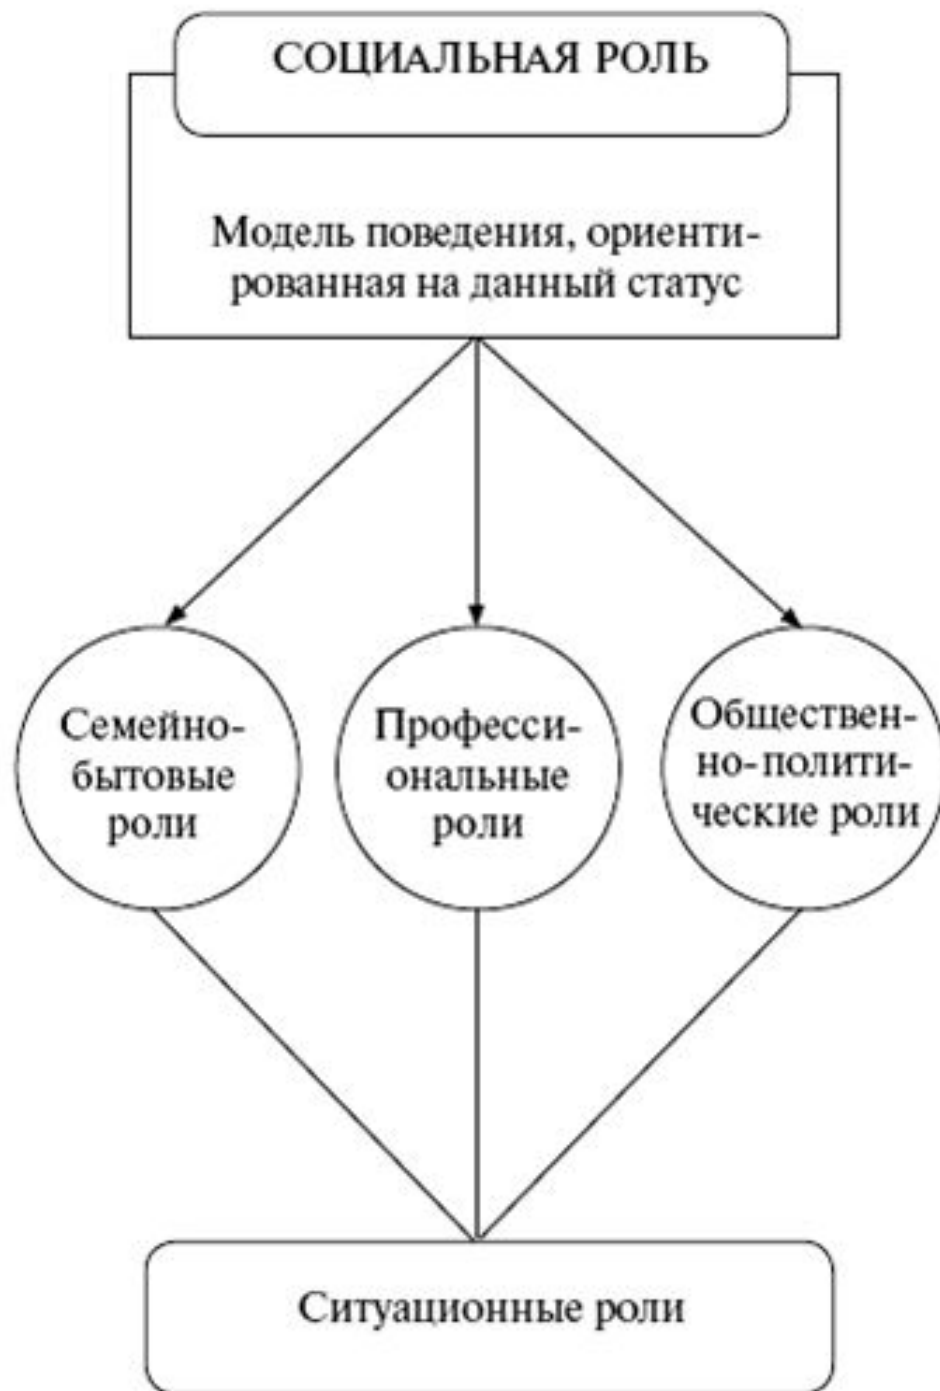 СОЦИАЛЬНАЯ РОЛЬ
Модель поведения, ориенти-
рованная на данный статус
Семейно-
бытовые
роли
Професси-
ональные
роли
Обществен-
но-полити-
ческие роли
Ситуационные роли